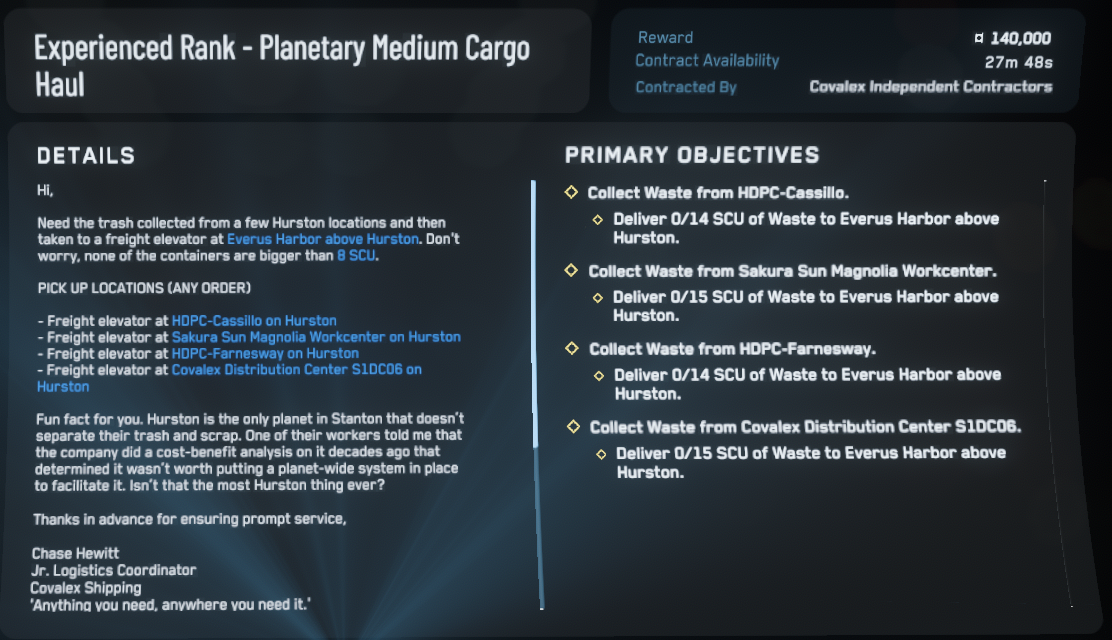 Experienced Rank - Planetary Medium Cargo
Haul
Reward
¤ 140,000
Contract Availability
27m 48s
Contracted By
Covalex Independent Contractors
DETAILS
Hi,
Need the trash collected from a few Hurston locations and then
taken to a freight elevator at Everus Harbor above Hurston. Don't
worry, none of the containers are bigger than 8 SCU.
PICK UP LOCATIONS (ANY ORDER)
- Freight elevator at HDPC-Cassillo on Hurston
- Freight elevator at Sakura Sun Magnolia Workcenter on Hurston
- Freight elevator at HDPC-Farnesway on Hurston
- Freight elevator at Covalex Distribution Center S1DC06 on
Hurston
Fun fact for you. Hurston is the only planet in Stanton that doesn't
separate their trash and scrap. One of their workers told me that
the company did a cost-benefit analysis on it decades ago that
determined it wasn't worth putting a planet-wide system in place
to facilitate it. Isn't that the most Hurston thing ever?
Thanks in advance for ensuring prompt service,
Chase Hewitt
Jr. Logistics Coordinator
Covalex Shipping
'Anything you need, anywhere you need it.'
PRIMARY OBJECTIVES
Collect Waste from HDPC-Cassillo.
Deliver 0/14 SCU of Waste to Everus Harbor above
Hurston.
Collect Waste from Sakura Sun Magnolia Workcenter.
Deliver 0/15 SCU of Waste to Everus Harbor above
Hurston.
Collect Waste from HDPC-Farnesway.
Deliver 0/14 SCU of Waste to Everus Harbor above
Hurston.
Collect Waste from Covalex Distribution Center S1DC06.
Deliver 0/15 SCU of Waste to Everus Harbor above
Hurston.